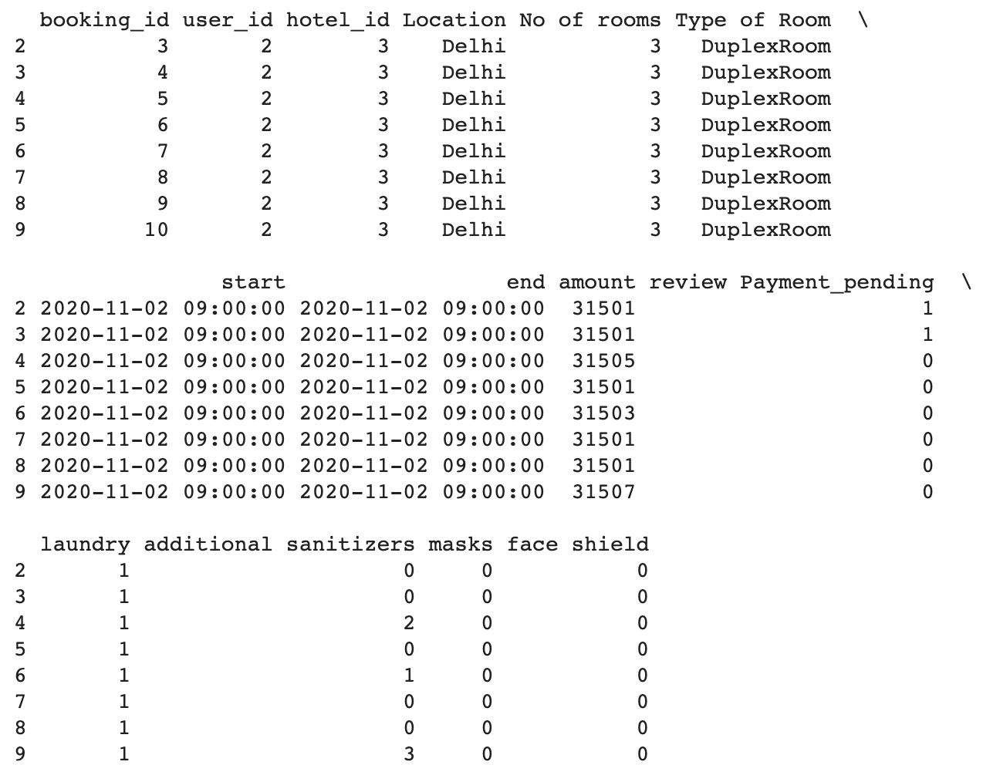 booking_id user_id hotel_id Location No of rooms Type of Room \
2 3 2 3 Delhi 3 DuplexRoom
3 4 2 3 Delhi 3 DuplexRoom
4 5 2 3 Delhi 3 DuplexRoom
5 6 2 3 Delhi 3 DuplexRoom
6 7 2 3 Delhi 3 DuplexRoom
7 8 2 3 Delhi 3 DuplexRoom
8 9 2 3 Delhi 3 DuplexRoom
9 10 2 3 Delhi 3 DuplexRoom
start end amount review Payment_pending \
2 2020-11-02 09:00:00 2020-11-02 09:00:00 31501 1
3 2020-11-02 09:00:00 2020-11-02 09:00:00 31501 1
4 2020-11-02 09:00:00 2020-11-02 09:00:00 31505 0
5 2020-11-02 09:00:00 2020-11-02 09:00:00 31501 0
6 2020-11-02 09:00:00 2020-11-02 09:00:00 31503 0
7 2020-11-02 09:00:00 2020-11-02 09:00:00 31501 0
8 2020-11-02 09:00:00 2020-11-02 09:00:00 31501 0
9 2020-11-02 09:00:00 2020-11-02 09:00:00 31507 0
laundry additional sanitizers masks face shield
2 1 0 0 0
3 1 0 0 0
4 1 2 0 0
5 1 0 0 0
6 1 1 0 0
7 1 0 0 0
8 1 0 0 0
9 1 3 0 0